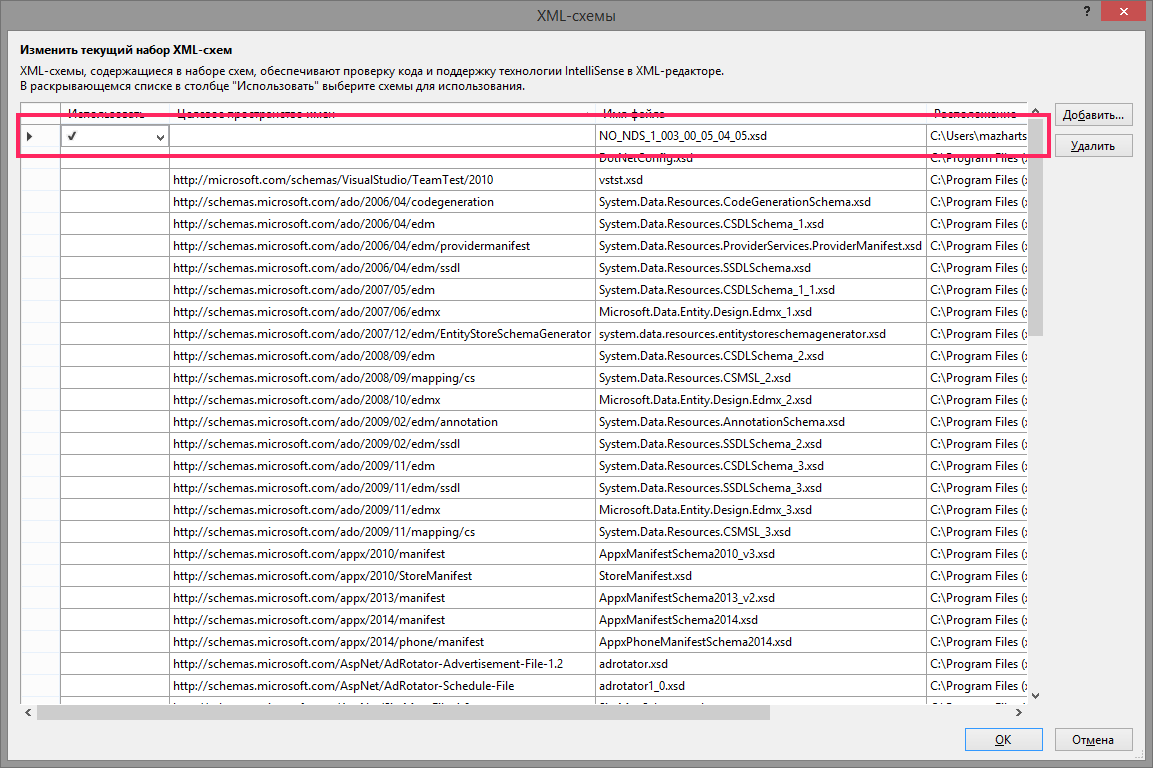 XML-схемы
?
Изменить текущий набор XML-схем
XML-схемы, содержащиеся в наборе схем, обеспечивают проверку кода и поддержку технологии IntelliSense в XML-редакторе.
В раскрывающемся списке в столбце "Использовать" выберите схемы для использования.
Использовать Целевое пространство имен Имя файла Расположение
Добавить...
✔ NO_NDS_1_003_00_05_04_05.xsd C:\Users\mazharts
Удалить
DotNetConfig.xsd C:\Program Files (x
http://microsoft.com/schemas/VisualStudio/TeamTest/2010 vstst.xsd C:\Program Files (x
http://schemas.microsoft.com/ado/2006/04/codegeneration System.Data.Resources.CodeGenerationSchema.xsd C:\Program Files (x
http://schemas.microsoft.com/ado/2006/04/edm System.Data.Resources.CSDLSchema_1.xsd C:\Program Files (x
http://schemas.microsoft.com/ado/2006/04/edm/providermanifest System.Data.Resources.ProviderServices.ProviderManifest.xsd C:\Program Files (x
http://schemas.microsoft.com/ado/2006/04/edm/ssdl System.Data.Resources.SSDLSchema.xsd C:\Program Files (x
http://schemas.microsoft.com/ado/2007/05/edm System.Data.Resources.CSDLSchema_1_1.xsd C:\Program Files (x
http://schemas.microsoft.com/ado/2007/06/edmx Microsoft.Data.Entity.Design.Edmx_1.xsd C:\Program Files (x
http://schemas.microsoft.com/ado/2007/12/edm/EntityStoreSchemaGenerator system.data.resources.entitystoreschemagenerator.xsd C:\Program Files (x
http://schemas.microsoft.com/ado/2008/09/edm System.Data.Resources.CSDLSchema_2.xsd C:\Program Files (x
http://schemas.microsoft.com/ado/2008/09/mapping/cs System.Data.Resources.CSMSL_2.xsd C:\Program Files (x
http://schemas.microsoft.com/ado/2008/10/edmx Microsoft.Data.Entity.Design.Edmx_2.xsd C:\Program Files (x
http://schemas.microsoft.com/ado/2009/02/edm/annotation System.Data.Resources.AnnotationSchema.xsd C:\Program Files (x
http://schemas.microsoft.com/ado/2009/02/edm/ssdl System.Data.Resources.SSDLSchema_2.xsd C:\Program Files (x
http://schemas.microsoft.com/ado/2009/11/edm System.Data.Resources.CSDLSchema_3.xsd C:\Program Files (x
http://schemas.microsoft.com/ado/2009/11/edm/ssdl System.Data.Resources.SSDLSchema_3.xsd C:\Program Files (x
http://schemas.microsoft.com/ado/2009/11/edmx Microsoft.Data.Entity.Design.Edmx_3.xsd C:\Program Files (x
http://schemas.microsoft.com/ado/2009/11/mapping/cs System.Data.Resources.CSMSL_3.xsd C:\Program Files (x
http://schemas.microsoft.com/appx/2010/manifest AppxManifestSchema2010_v3.xsd C:\Program Files (x
http://schemas.microsoft.com/appx/2010/StoreManifest StoreManifest.xsd C:\Program Files (x
http://schemas.microsoft.com/appx/2013/manifest AppxManifestSchema2013_v2.xsd C:\Program Files (x
http://schemas.microsoft.com/appx/2014/manifest AppxManifestSchema2014.xsd C:\Program Files (x
http://schemas.microsoft.com/appx/2014/phone/manifest AppxPhoneManifestSchema2014.xsd C:\Program Files (x
http://schemas.microsoft.com/AspNet/AdRotator-Advertisement-File-1.2 adrotator.xsd C:\Program Files (x
http://schemas.microsoft.com/AspNet/AdRotator-Schedule-File adrotator1_0.xsd C:\Program Files (x
ОК Отмена